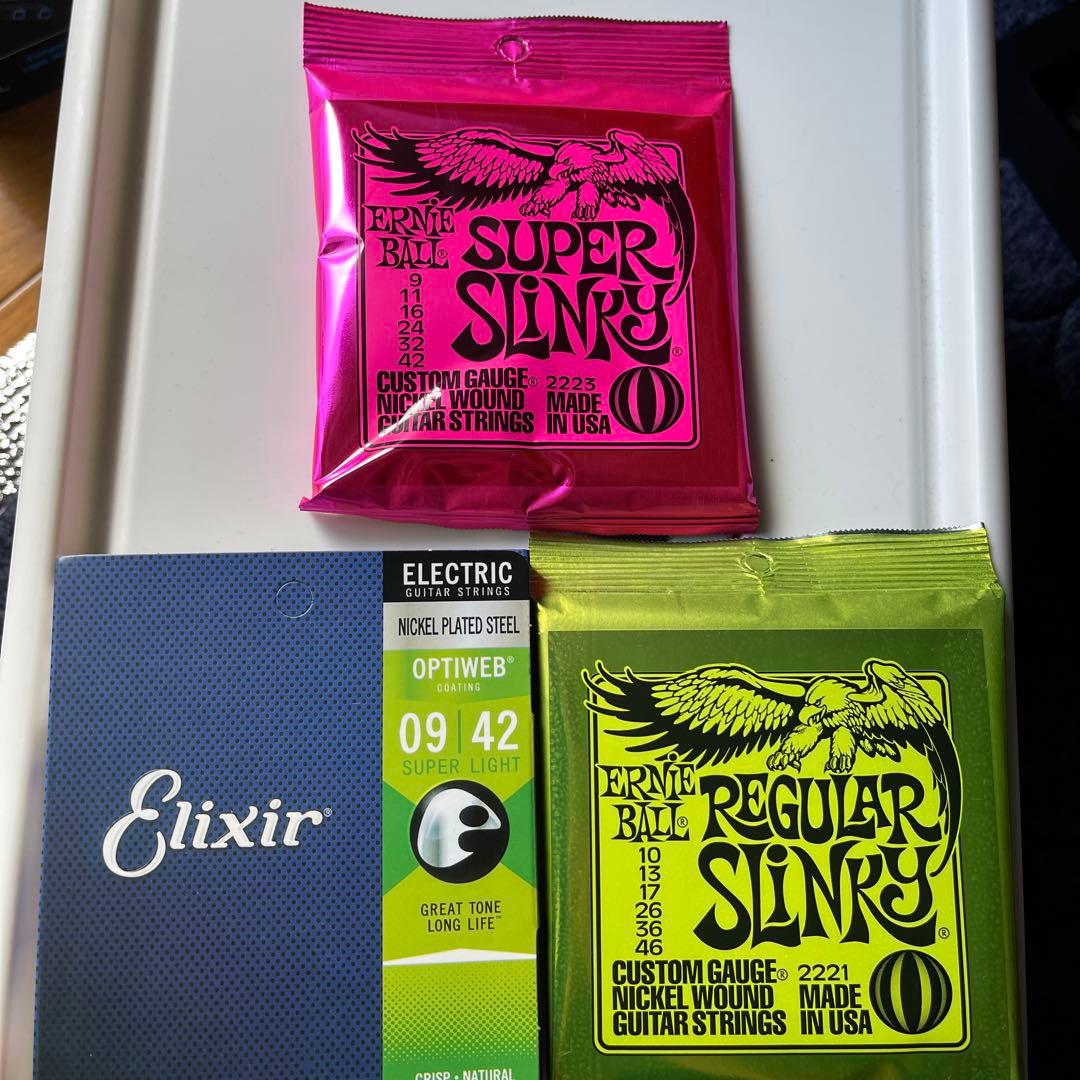 ERNIE
BALL®
SUPER
SLINKY®
9
11
16
24
32
42
CUSTOM GAUGE®
NICKEL WOUND
GUITAR STRINGS
2223
MADE
IN USA
ELECTRIC
GUITAR STRINGS
NICKEL PLATED STEEL
OPTIWEB®
COATING
09 | 42
SUPER LIGHT
Elixir®
GREAT TONE
LONG LIFE™
CRISP • NATURAL
ERNIE
BALL®
REGULAR
SLINKY®
10
13
17
26
36
46
CUSTOM GAUGE®
NICKEL WOUND
GUITAR STRINGS
2221
MADE
IN USA